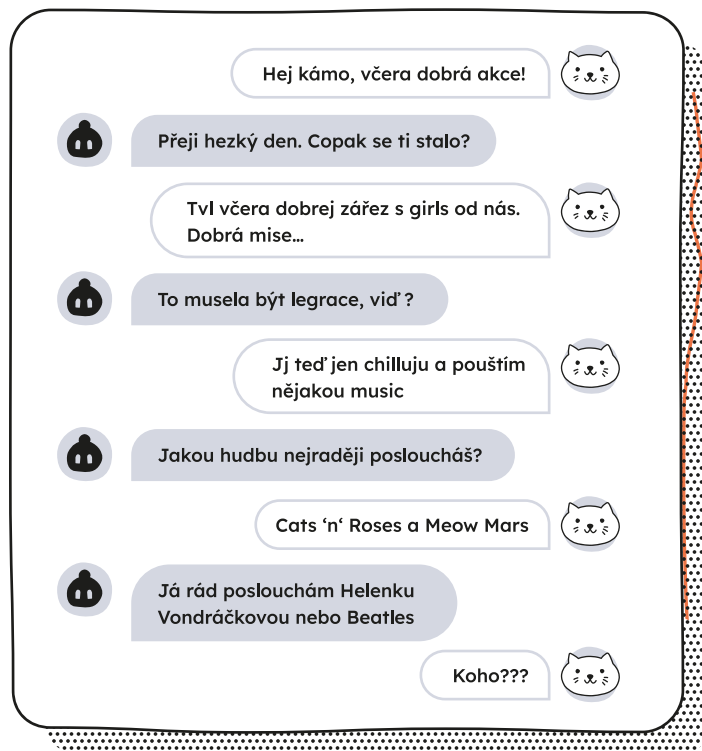 Hej kámo, včera dobrá akce!
Přeji hezký den. Copak se ti stalo?
Tvl včera dobrej zářez s girls od nás.
Dobrá mise...
To musela být legrace, viď ?
Jj teď jen chilluju a pouštím
nějakou music
Jakou hudbu nejraději posloucháš?
Cats ‘n‘ Roses a Meow Mars
Já rád poslouchám Helenku
Vondráčkovou nebo Beatles
Koho???